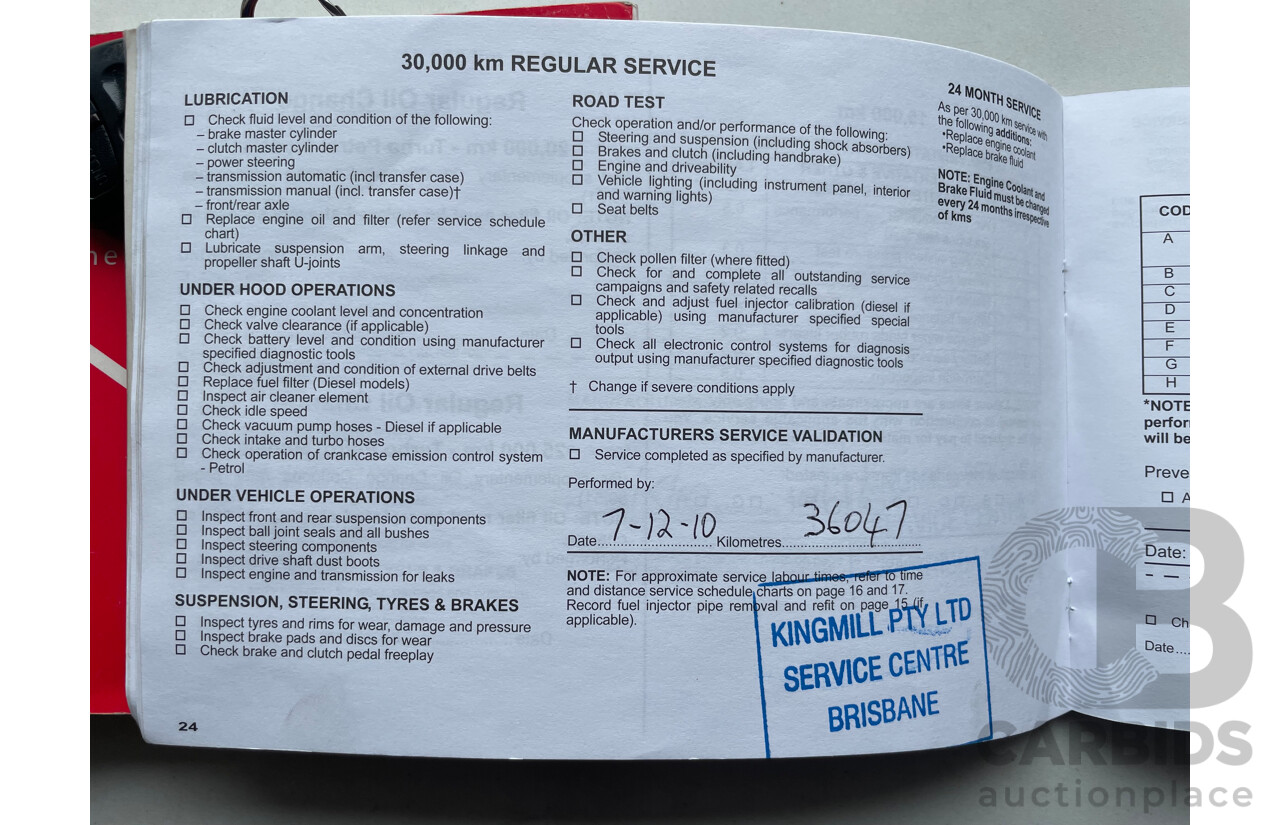 30,000 km REGULAR SERVICE
LUBRICATION
Check fluid level and condition of the following:
– brake master cylinder
– clutch master cylinder
– power steering
– transmission automatic (incl transfer case)
– transmission manual (incl. transfer case)†
– front/rear axle
Replace engine oil and filter (refer service schedule
chart)
Lubricate suspension arm, steering linkage and
propeller shaft U-joints
UNDER HOOD OPERATIONS
Check engine coolant level and concentration
Check valve clearance (if applicable)
Check battery level and condition using manufacturer
specified diagnostic tools
Check adjustment and condition of external drive belts
Replace fuel filter (Diesel models)
Inspect air cleaner element
Check idle speed
Check vacuum pump hoses - Diesel if applicable
Check intake and turbo hoses
Check operation of crankcase emission control system
- Petrol
UNDER VEHICLE OPERATIONS
Inspect front and rear suspension components
Inspect ball joint seals and all bushes
Inspect steering components
Inspect drive shaft dust boots
Inspect engine and transmission for leaks
SUSPENSION, STEERING, TYRES & BRAKES
Inspect tyres and rims for wear, damage and pressure
Inspect brake pads and discs for wear
Check brake and clutch pedal freeplay
24
ROAD TEST
Check operation and/or performance of the following:
Steering and suspension (including shock absorbers)
Brakes and clutch (including handbrake)
Engine and driveability
Vehicle lighting (including instrument panel, interior
and warning lights)
Seat belts
OTHER
Check pollen filter (where fitted)
Check for and complete all outstanding service
campaigns and safety related recalls
Check and adjust fuel injector calibration (diesel if
applicable) using manufacturer specified special
tools
Check all electronic control systems for diagnosis
output using manufacturer specified diagnostic tools
† Change if severe conditions apply
MANUFACTURERS SERVICE VALIDATION
Service completed as specified by manufacturer.
Performed by:
Date 7-12-10 Kilometres 36047
NOTE: For approximate service labour times, refer to time
and distance service schedule charts on page 16 and 17.
Record fuel injector pipe removal and refit on page 15 (if
applicable).
KINGMILL PTY LTD
SERVICE CENTRE
BRISBANE
24 MONTH SERVICE
As per 30,000 km service with
the following additions:
•Replace engine coolant
•Replace brake fluid
NOTE: Engine Coolant and
Brake Fluid must be changed
every 24 months irrespective
of kms
COD
A
B
C
D
E
F
G
H
*NOTE
perfor
will be
Preve
A
Date:
Ch
Date....
CB
CARBIDS
auctionplace